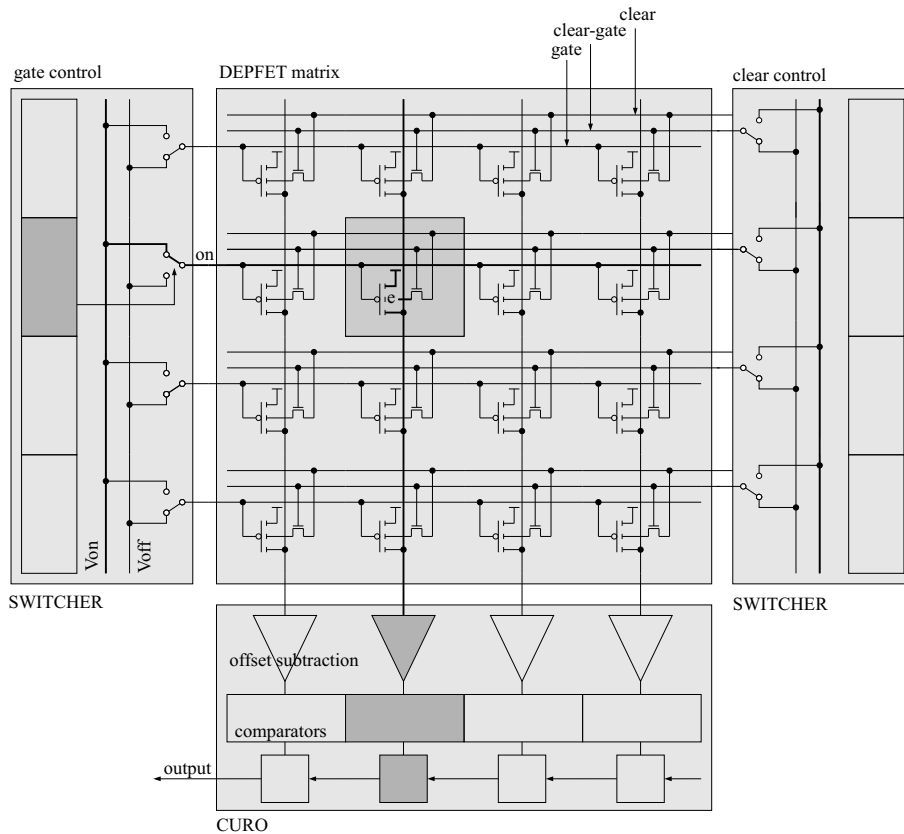 clear
clear-gate
gate
gate control
DEPFET matrix
clear control
on
e
Von
Voff
SWITCHER
SWITCHER
offset subtraction
comparators
output
CURO